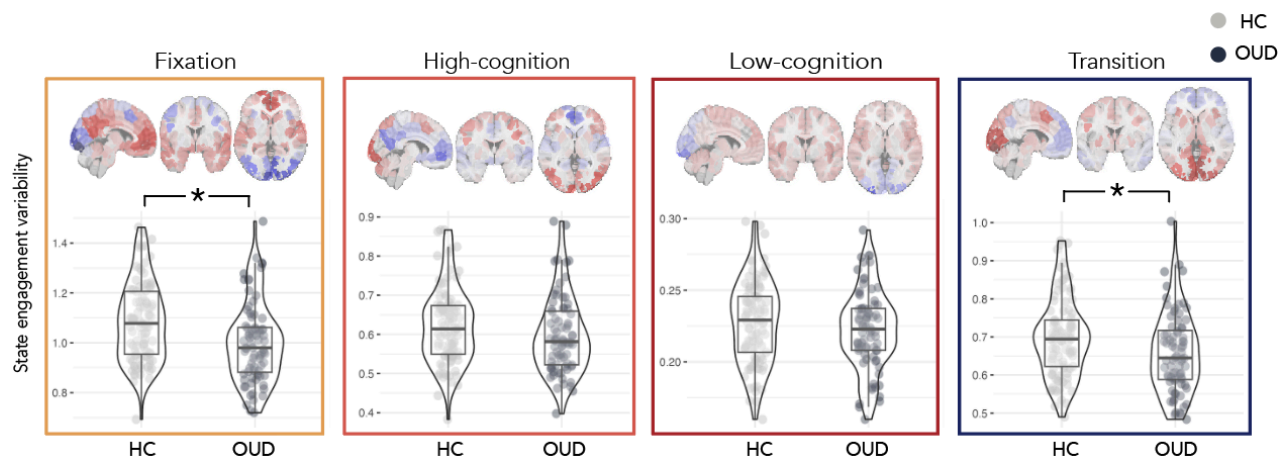 HC
OUD
Fixation
High-cognition
Low-cognition
Transition
State engagement variability
*
1.4
1.2
1.0
0.8
HC OUD
0.9
0.8
0.7
0.6
0.5
0.4
HC OUD
0.30
0.25
0.20
HC OUD
*
1.0
0.9
0.8
0.7
0.6
0.5
HC OUD